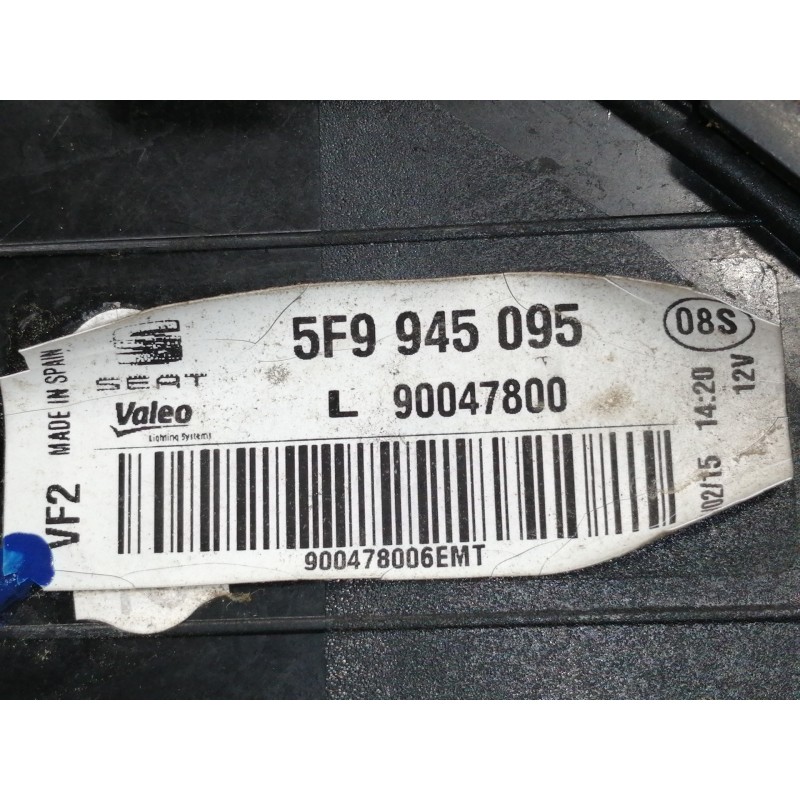 5F9 945 095
08S
SEAT
L 90047800
Valeo
Lighting Systems
900478006EMT
MADE IN SPAIN
VF2
/02/15 14:20
12V